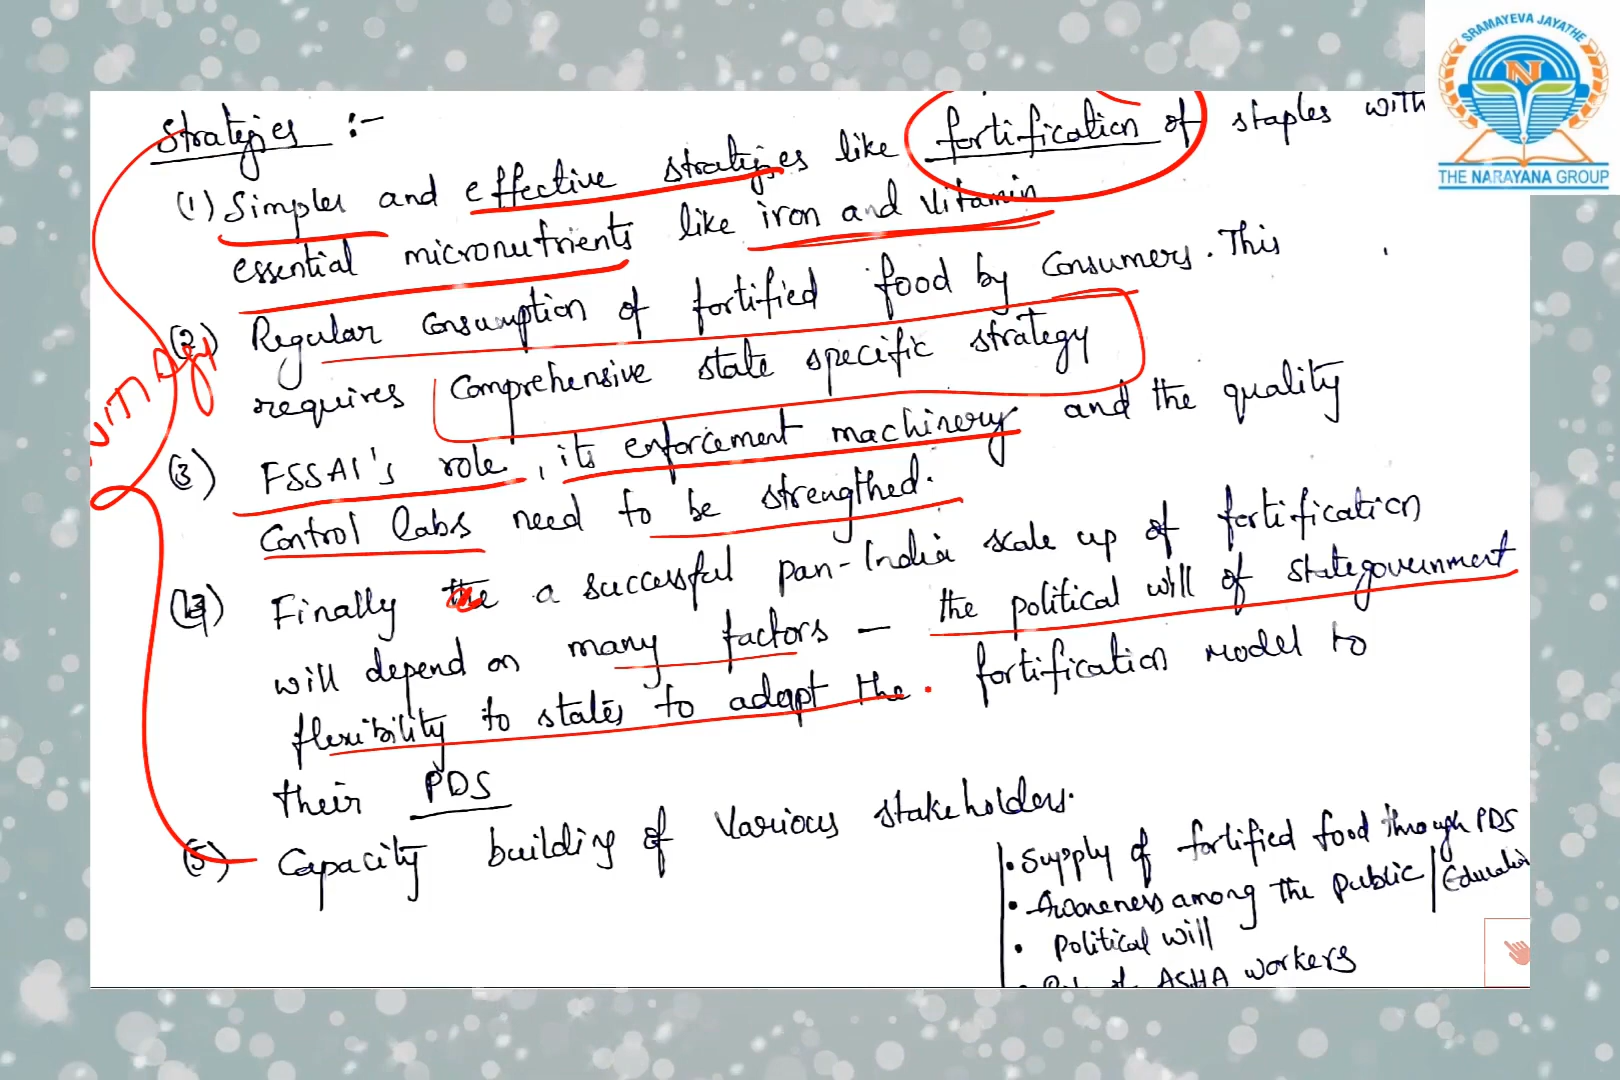 SRAMAYEVA JAYATHE
N
THE NARAYANA GROUP
Strategies :-
(1) Simples and effective strategies like fortification of staples with
essential micronutrients like iron and vitamin
(2) Regular consumption of fortified food by consumers. This
requires comprehensive state specific strategy
(3) FSSAI's role, its enforcement machinery and the quality
control labs need to be strengthed.
(4) Finally the a successful pan-India scale up of fortification
will depend on many factors - the political will of state government
flexibility to states to adapt the fortification model to
their PDS
(5) Capacity building of various stakeholders.
• Supply of fortified food through PDS
• Awareness among the public | Educatio
• political will
• ASHA workers